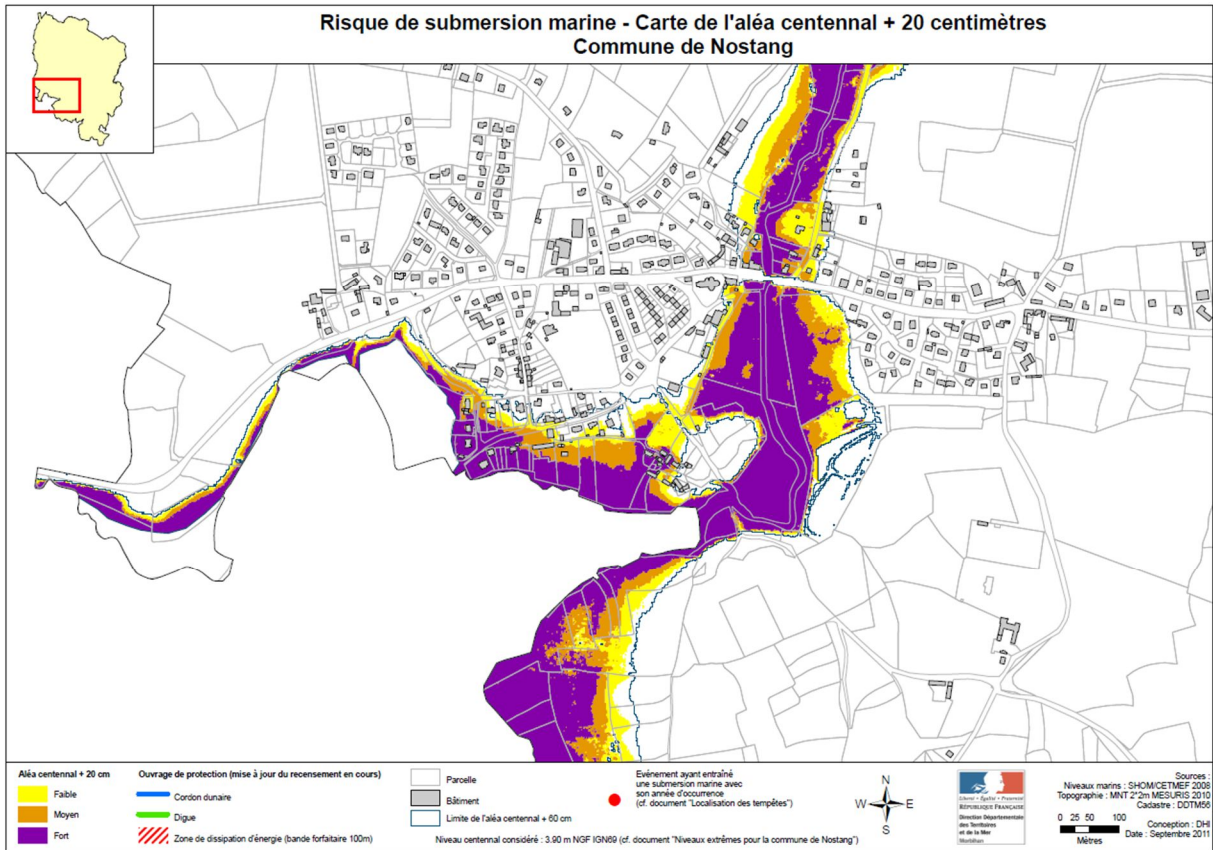 Risque de submersion marine - Carte de l'aléa centennal + 20 centimètres
Commune de Nostang
Aléa centennal + 20 cm
Faible
Moyen
Fort
Ouvrage de protection (mise à jour du recensement en cours)
Cordon dunaire
Digue
Zone de dissipation d'énergie (bande forfaitaire 100m)
Parcelle
Bâtiment
Limite de l'aléa centennal + 60 cm
Evénement ayant entraîné
une submersion marine avec
son année d'occurrence
(cf. document "Localisation des tempêtes")
Niveau centennal considéré : 3.90 m NGF IGN69 (cf. document "Niveaux extrêmes pour la commune de Nostang")
N
W
E
S
Liberté • Égalité • Fraternité
RÉPUBLIQUE FRANÇAISE
Direction Départementale
des Territoires
et de la Mer
Morbihan
Sources :
Niveaux marins : SHOM/CETMEF 2008
Topographie : MNT 2*2m MESURIS 2010
Cadastre : DDTM56
0 25 50 100
Mètres
Conception : DHI
Date : Septembre 2011